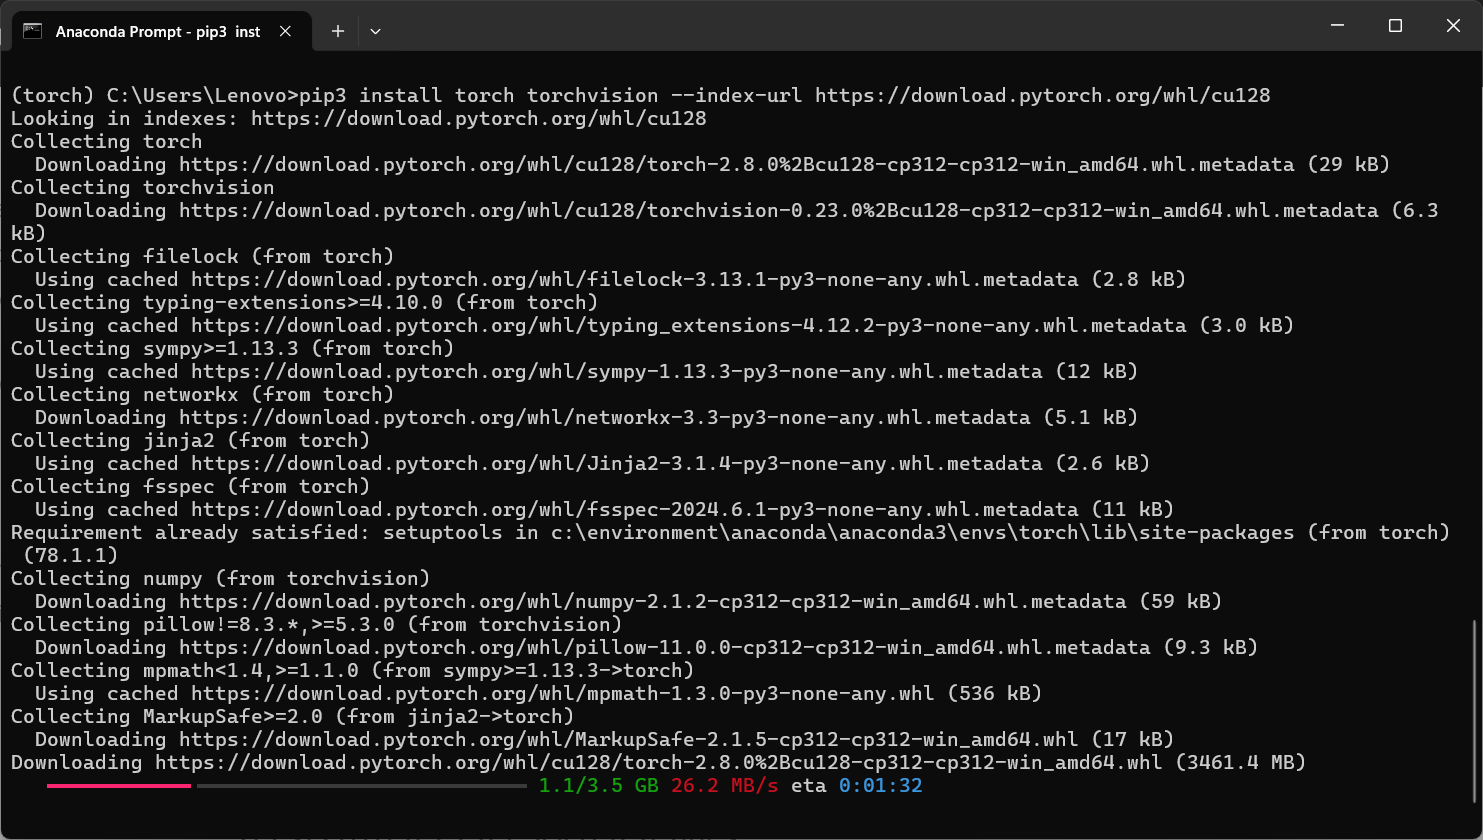 Anaconda Prompt - pip3  inst
(torch) C:\Users\Lenovo>pip3 install torch torchvision --index-url https://download.pytorch.org/whl/cu128
Looking in indexes: https://download.pytorch.org/whl/cu128
Collecting torch
  Downloading https://download.pytorch.org/whl/cu128/torch-2.8.0%2Bcu128-cp312-cp312-win_amd64.whl.metadata (29 kB)
Collecting torchvision
  Downloading https://download.pytorch.org/whl/cu128/torchvision-0.23.0%2Bcu128-cp312-cp312-win_amd64.whl.metadata (6.3
kB)
Collecting filelock (from torch)
  Using cached https://download.pytorch.org/whl/filelock-3.13.1-py3-none-any.whl.metadata (2.8 kB)
Collecting typing-extensions>=4.10.0 (from torch)
  Using cached https://download.pytorch.org/whl/typing_extensions-4.12.2-py3-none-any.whl.metadata (3.0 kB)
Collecting sympy>=1.13.3 (from torch)
  Using cached https://download.pytorch.org/whl/sympy-1.13.3-py3-none-any.whl.metadata (12 kB)
Collecting networkx (from torch)
  Downloading https://download.pytorch.org/whl/networkx-3.3-py3-none-any.whl.metadata (5.1 kB)
Collecting jinja2 (from torch)
  Using cached https://download.pytorch.org/whl/Jinja2-3.1.4-py3-none-any.whl.metadata (2.6 kB)
Collecting fsspec (from torch)
  Using cached https://download.pytorch.org/whl/fsspec-2024.6.1-py3-none-any.whl.metadata (11 kB)
Requirement already satisfied: setuptools in c:\environment\anaconda\anaconda3\envs\torch\lib\site-packages (from torch)
 (78.1.1)
Collecting numpy (from torchvision)
  Downloading https://download.pytorch.org/whl/numpy-2.1.2-cp312-cp312-win_amd64.whl.metadata (59 kB)
Collecting pillow!=8.3.*,>=5.3.0 (from torchvision)
  Downloading https://download.pytorch.org/whl/pillow-11.0.0-cp312-cp312-win_amd64.whl.metadata (9.3 kB)
Collecting mpmath<1.4,>=1.1.0 (from sympy>=1.13.3->torch)
  Using cached https://download.pytorch.org/whl/mpmath-1.3.0-py3-none-any.whl (536 kB)
Collecting MarkupSafe>=2.0 (from jinja2->torch)
  Downloading https://download.pytorch.org/whl/MarkupSafe-2.1.5-cp312-cp312-win_amd64.whl (17 kB)
Downloading https://download.pytorch.org/whl/cu128/torch-2.8.0%2Bcu128-cp312-cp312-win_amd64.whl (3461.4 MB)
1.1/3.5 GB 26.2 MB/s eta 0:01:32